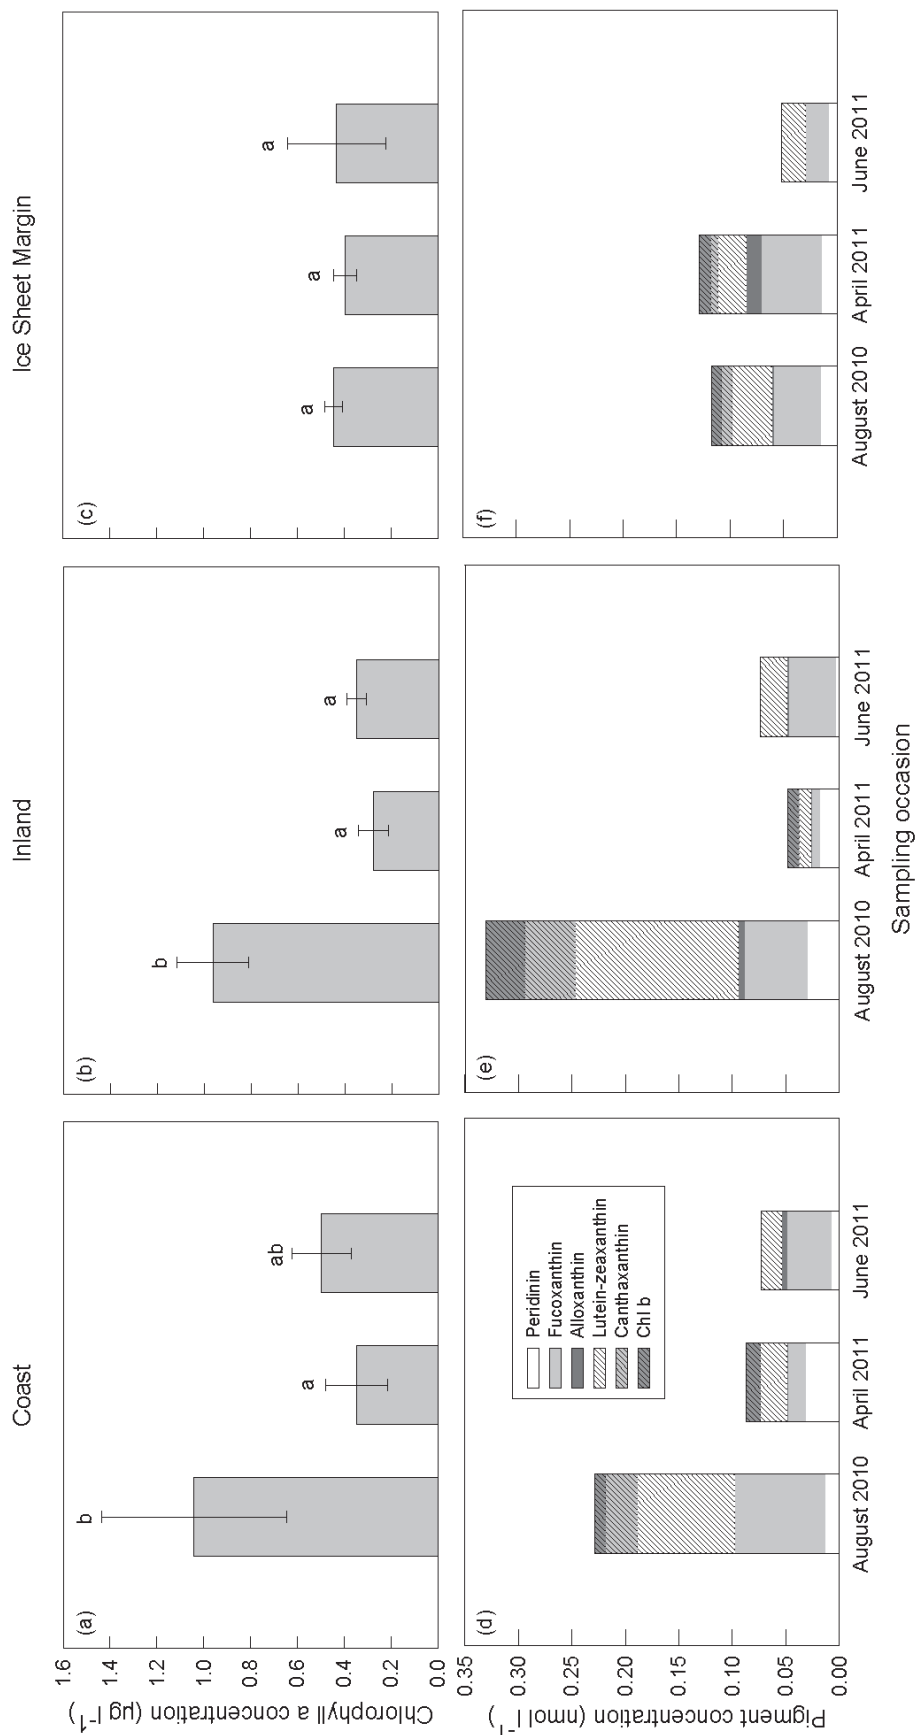 Coast
Inland
Ice Sheet Margin
Chlorophyll a concentration (µg l⁻¹)
1.6
1.4
1.2
1.0
0.8
0.6
0.4
0.2
0.0
(a)
b
a
ab
(b)
b
a
a
(c)
a
a
a
Pigment concentration (nmol l⁻¹)
0.35
0.30
0.25
0.20
0.15
0.10
0.05
0.00
(d)
Peridinin
Fucoxanthin
Alloxanthin
Lutein-zeaxanthin
Canthaxanthin
Chl b
August 2010
April 2011
June 2011
(e)
August 2010
April 2011
June 2011
(f)
August 2010
April 2011
June 2011
Sampling occasion